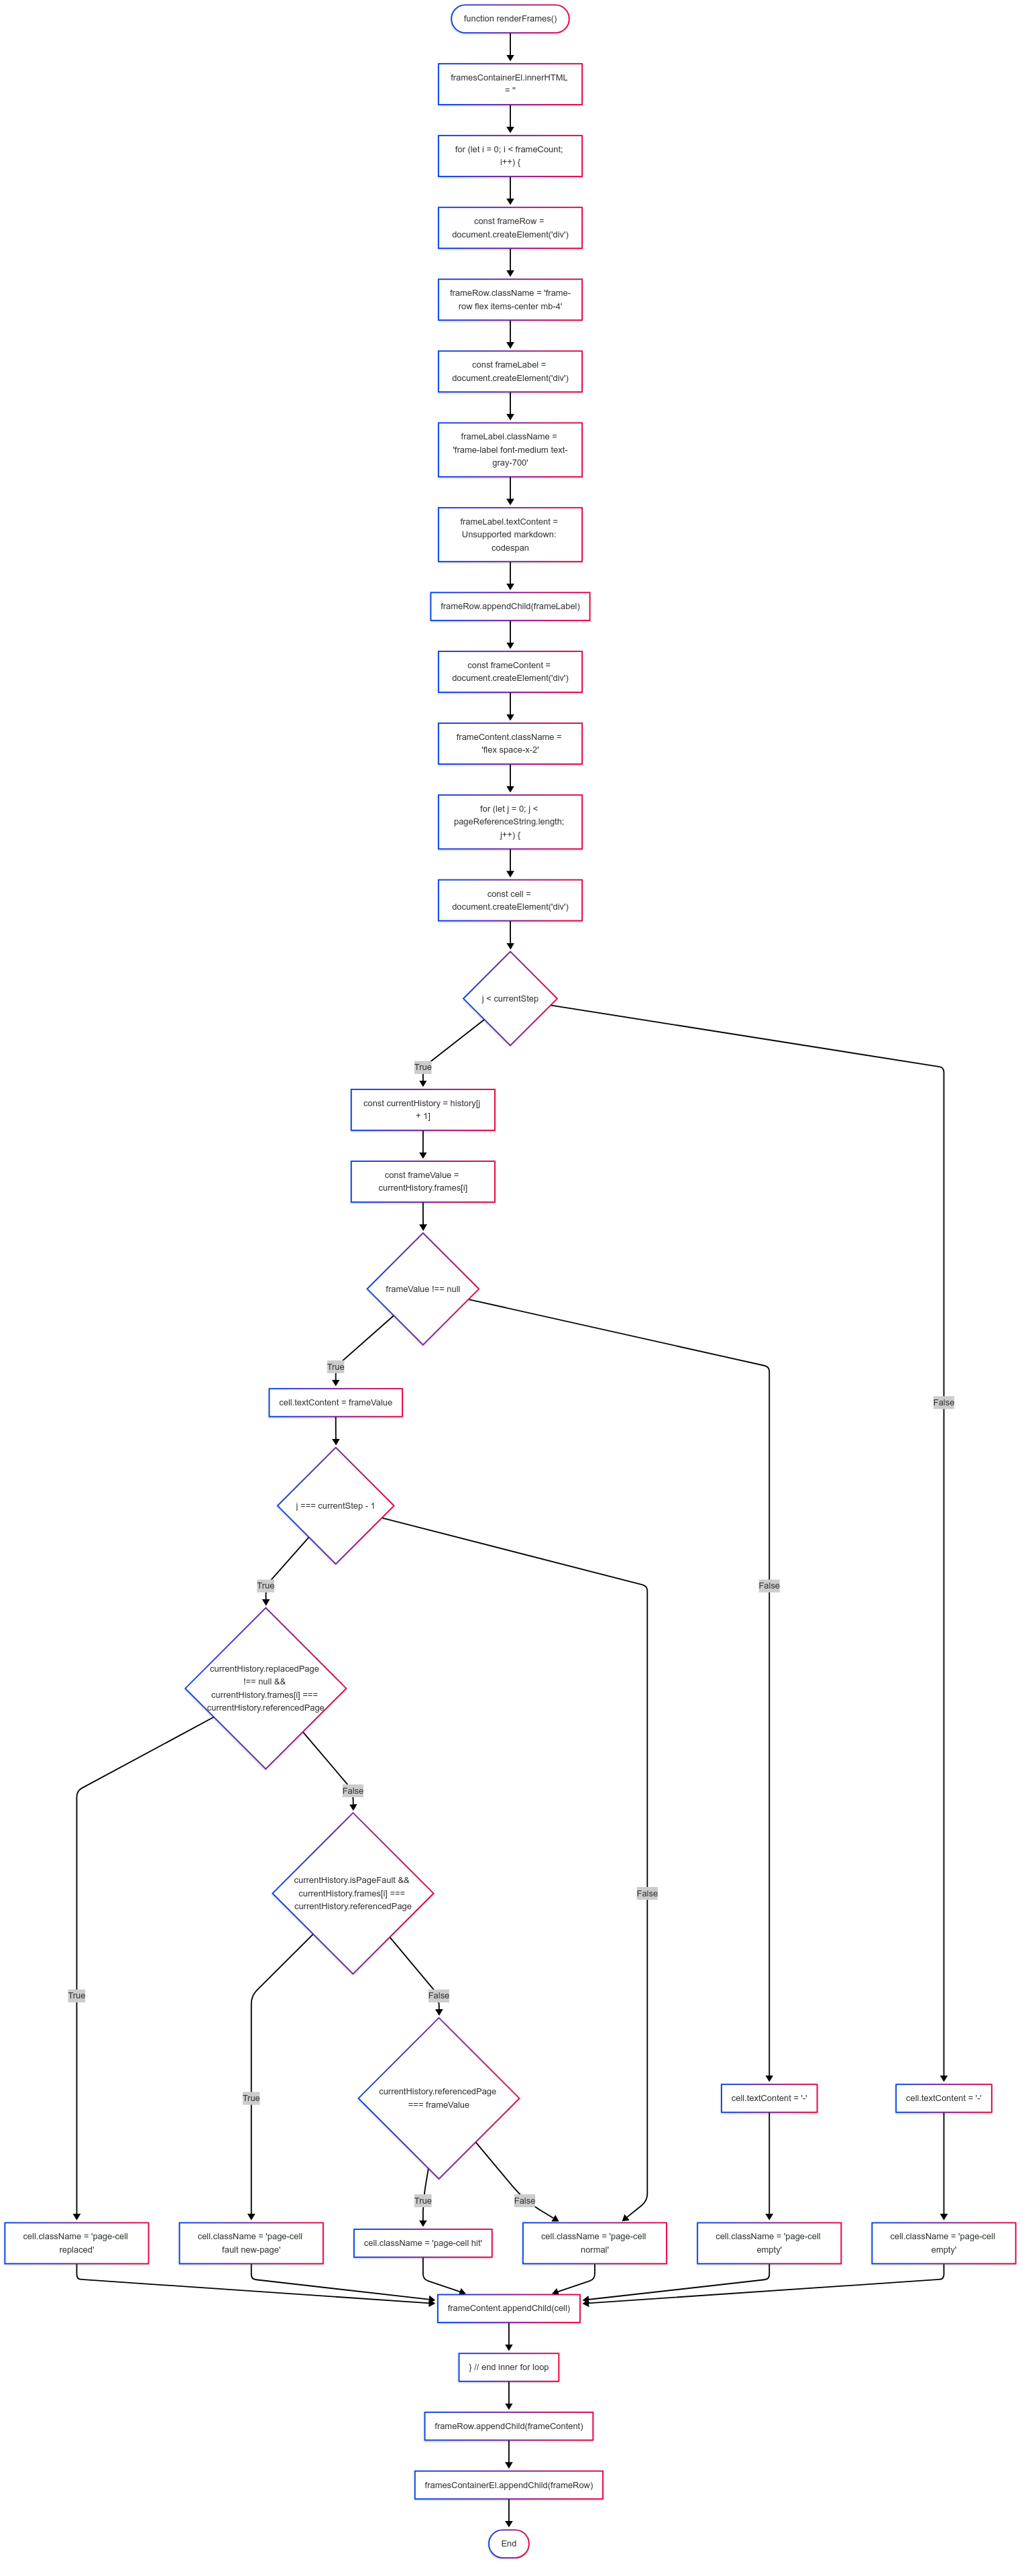 function renderFrames()
framesContainerEl.innerHTML
= ''
for (let i = 0; i < frameCount;
i++) {
const frameRow =
document.createElement('div')
frameRow.className = 'frame-
row flex items-center mb-4'
const frameLabel =
document.createElement('div')
frameLabel.className =
'frame-label font-medium text-
gray-700'
frameLabel.textContent =
Unsupported markdown:
codespan
frameRow.appendChild(frameLabel)
const frameContent =
document.createElement('div')
frameContent.className =
'flex space-x-2'
for (let j = 0; j <
pageReferenceString.length;
j++) {
const cell =
document.createElement('div')
j < currentStep
True
const currentHistory = history[j
+ 1]
const frameValue =
currentHistory.frames[i]
frameValue !== null
True
cell.textContent = frameValue
False
j === currentStep - 1
True
False
False
currentHistory.replacedPage
!== null &&
currentHistory.frames[i] ===
currentHistory.referencedPage
False
currentHistory.isPageFault &&
currentHistory.frames[i] ===
currentHistory.referencedPage
False
True
False
True
currentHistory.referencedPage
=== frameValue
cell.textContent = '-'
cell.textContent = '-'
True
False
cell.className = 'page-cell
replaced'
cell.className = 'page-cell
fault new-page'
cell.className = 'page-cell hit'
cell.className = 'page-cell
normal'
cell.className = 'page-cell
empty'
cell.className = 'page-cell
empty'
frameContent.appendChild(cell)
} // end inner for loop
frameRow.appendChild(frameContent)
framesContainerEl.appendChild(frameRow)
End